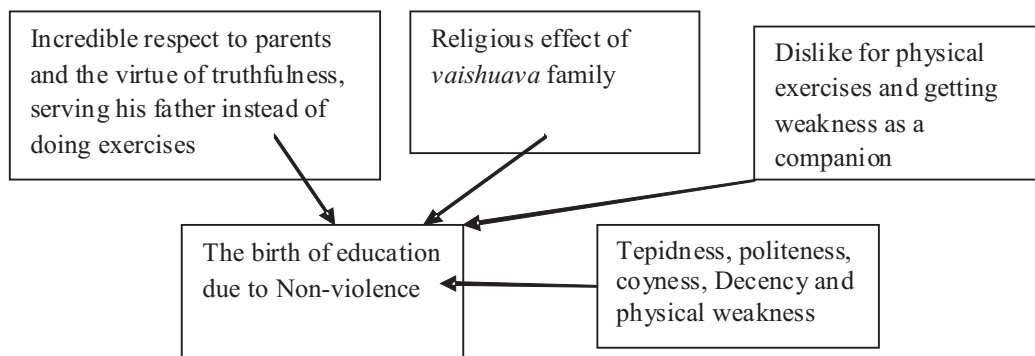 Incredible respect to parents
and the virtue of truthfulness,
serving his father instead of
doing exercises
Religious effect of
vaishuava family
Dislike for physical
exercises and getting
weakness as a
companion
The birth of education
due to Non-violence
Tepidness, politeness,
coyness, Decency and
physical weakness